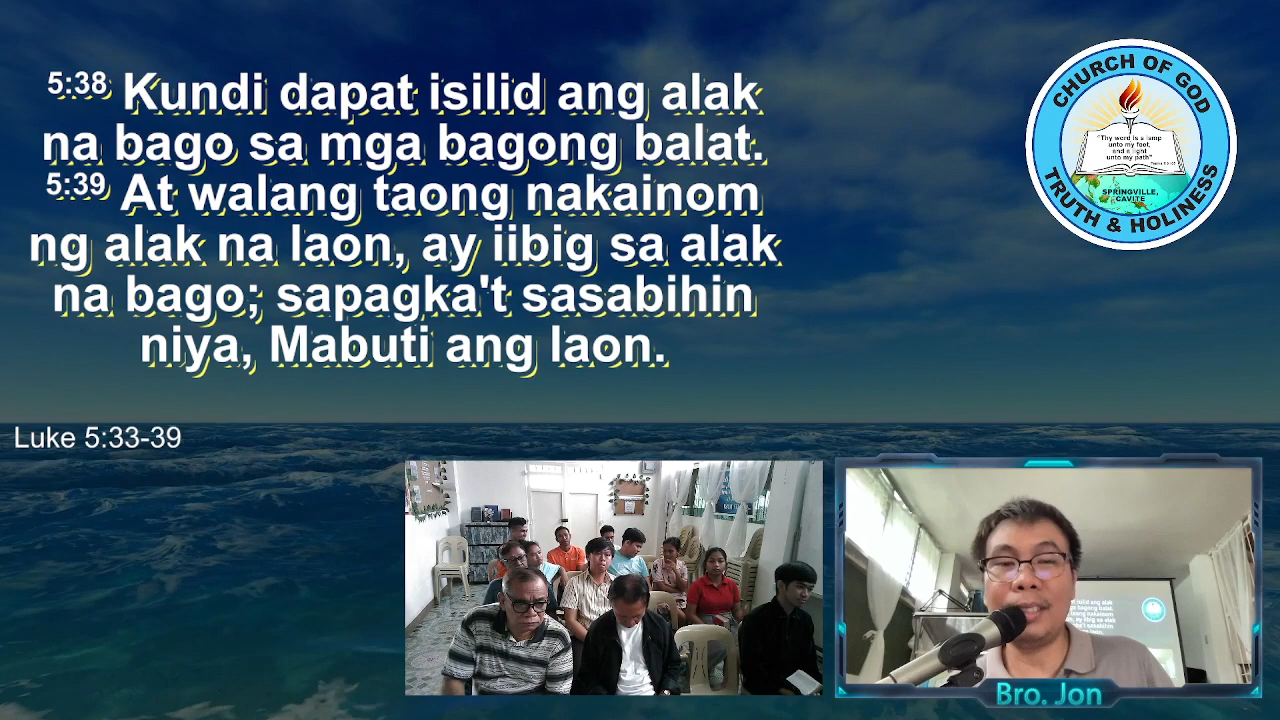 5:38 Kundi dapat isilid ang alak
na bago sa mga bagong balat.
5:39 At walang taong nakainom
ng alak na laon, ay iibig sa alak
na bago; sapagka't sasabihin
niya, Mabuti ang laon.
Luke 5:33-39
CHURCH OF GOD
"Thy word is a lamp
unto my feet,
and a light
unto my path"
SPRINGVILLE,
CAVITE
TRUTH & HOLINESS
Bro. Jon